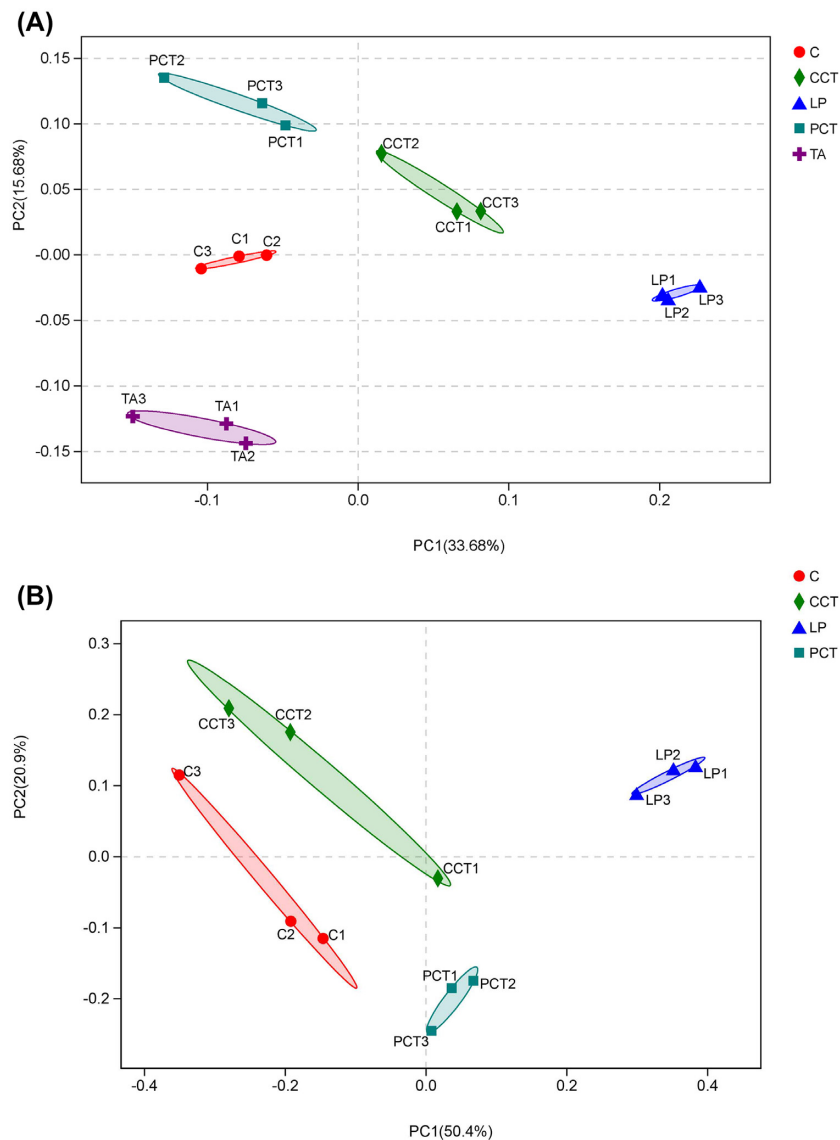 (A)
PC2(15.68%)
0.15
0.10
0.05
-0.00
-0.05
-0.10
-0.15
PCT2
PCT3
PCT1
CCT2
CCT3
CCT1
C3
C1
C2
LP1
LP2
LP3
TA3
TA1
TA2
-0.1
0.0
0.1
0.2
PC1(33.68%)
C
CCT
LP
PCT
TA
(B)
PC2(20.9%)
0.3
0.2
0.1
0.0
-0.1
-0.2
CCT3
CCT2
C3
LP2
LP1
LP3
CCT1
C2
C1
PCT1
PCT2
PCT3
-0.4
-0.2
0.0
0.2
0.4
PC1(50.4%)
C
CCT
LP
PCT